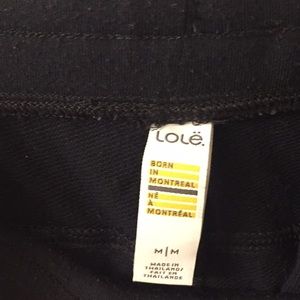 Lolë.
BORN
IN
MONTREAL
NÉ
À
MONTRÉAL
M|M
MADE IN
THAILAND/
FAIT EN
THAÏLANDE